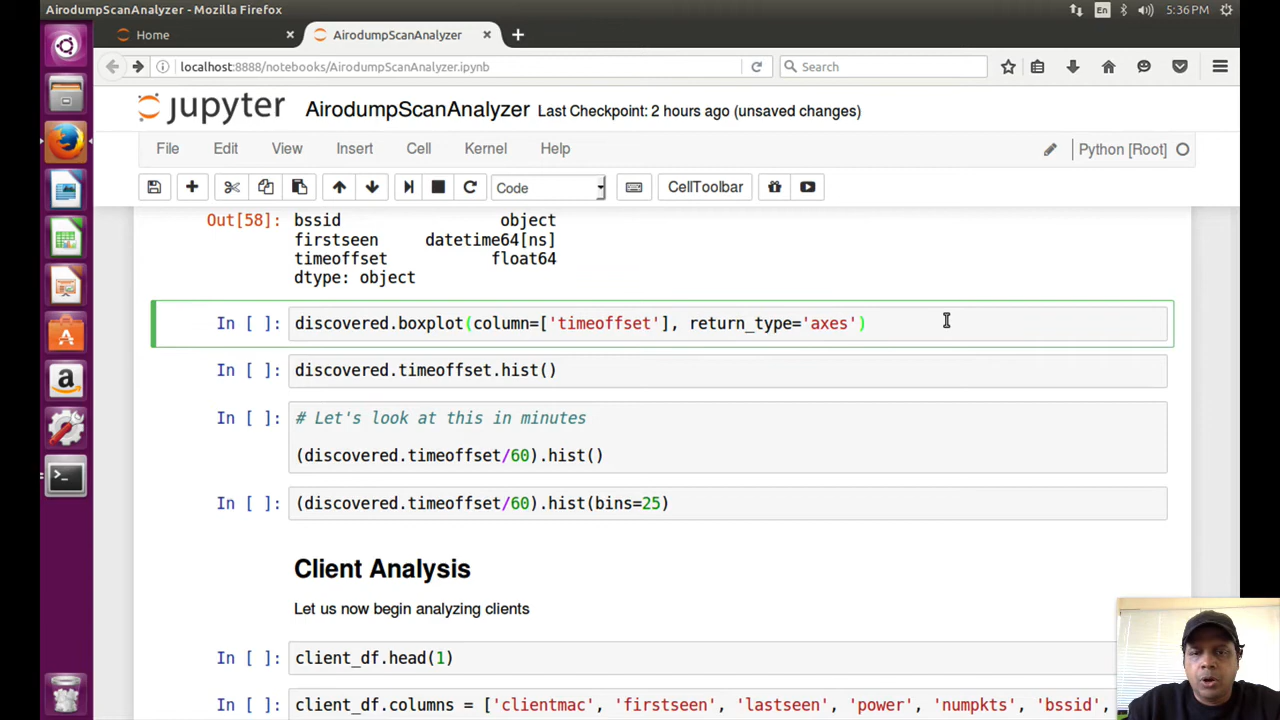 AirodumpScanAnalyzer - Mozilla Firefox
En
5:36 PM
Home
AirodumpScanAnalyzer
localhost:8888/notebooks/AirodumpScanAnalyzer.ipynb
Search
jupyter
AirodumpScanAnalyzer
Last Checkpoint: 2 hours ago (unsaved changes)
File
Edit
View
Insert
Cell
Kernel
Help
Python [Root]
Code
CellToolbar
Out[58]: bssid object
firstseen datetime64[ns]
timeoffset float64
dtype: object
In [ ]: discovered.boxplot(column=['timeoffset'], return_type='axes')
In [ ]: discovered.timeoffset.hist()
In [ ]: # Let's look at this in minutes
(discovered.timeoffset/60).hist()
In [ ]: (discovered.timeoffset/60).hist(bins=25)
Client Analysis
Let us now begin analyzing clients
In [ ]: client_df.head(1)
In [ ]: client_df.columns = ['clientmac', 'firstseen', 'lastseen', 'power', 'numpkts', 'bssid',